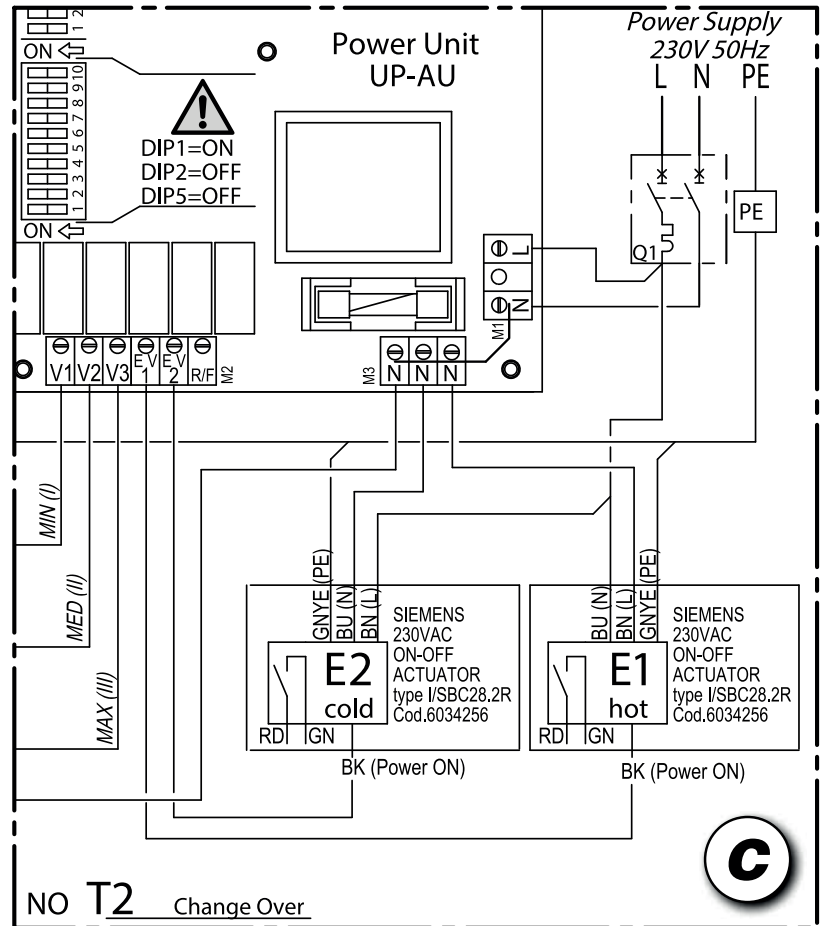 1 2
ON
Power Unit
UP-AU
Power Supply
230V 50Hz
L N PE
1 2 3 4 5 6 7 8 9 10
DIP1=ON
DIP2=OFF
DIP5=OFF
ON
PE
Q1
L
N
M1
V1 V2 V3 EV1 EV2 R/F M2
M3 N N N
MIN (I)
MED (II)
MAX (III)
GNYE (PE)
BU (N)
BN (L)
SIEMENS
230VAC
ON-OFF
ACTUATOR
type I/SBC28.2R
Cod.6034256
E2
cold
RD GN
BK (Power ON)
BU (N)
BN (L)
GNYE (PE)
SIEMENS
230VAC
ON-OFF
ACTUATOR
type I/SBC28.2R
Cod.6034256
E1
hot
RD GN
BK (Power ON)
C
NO T2 Change Over